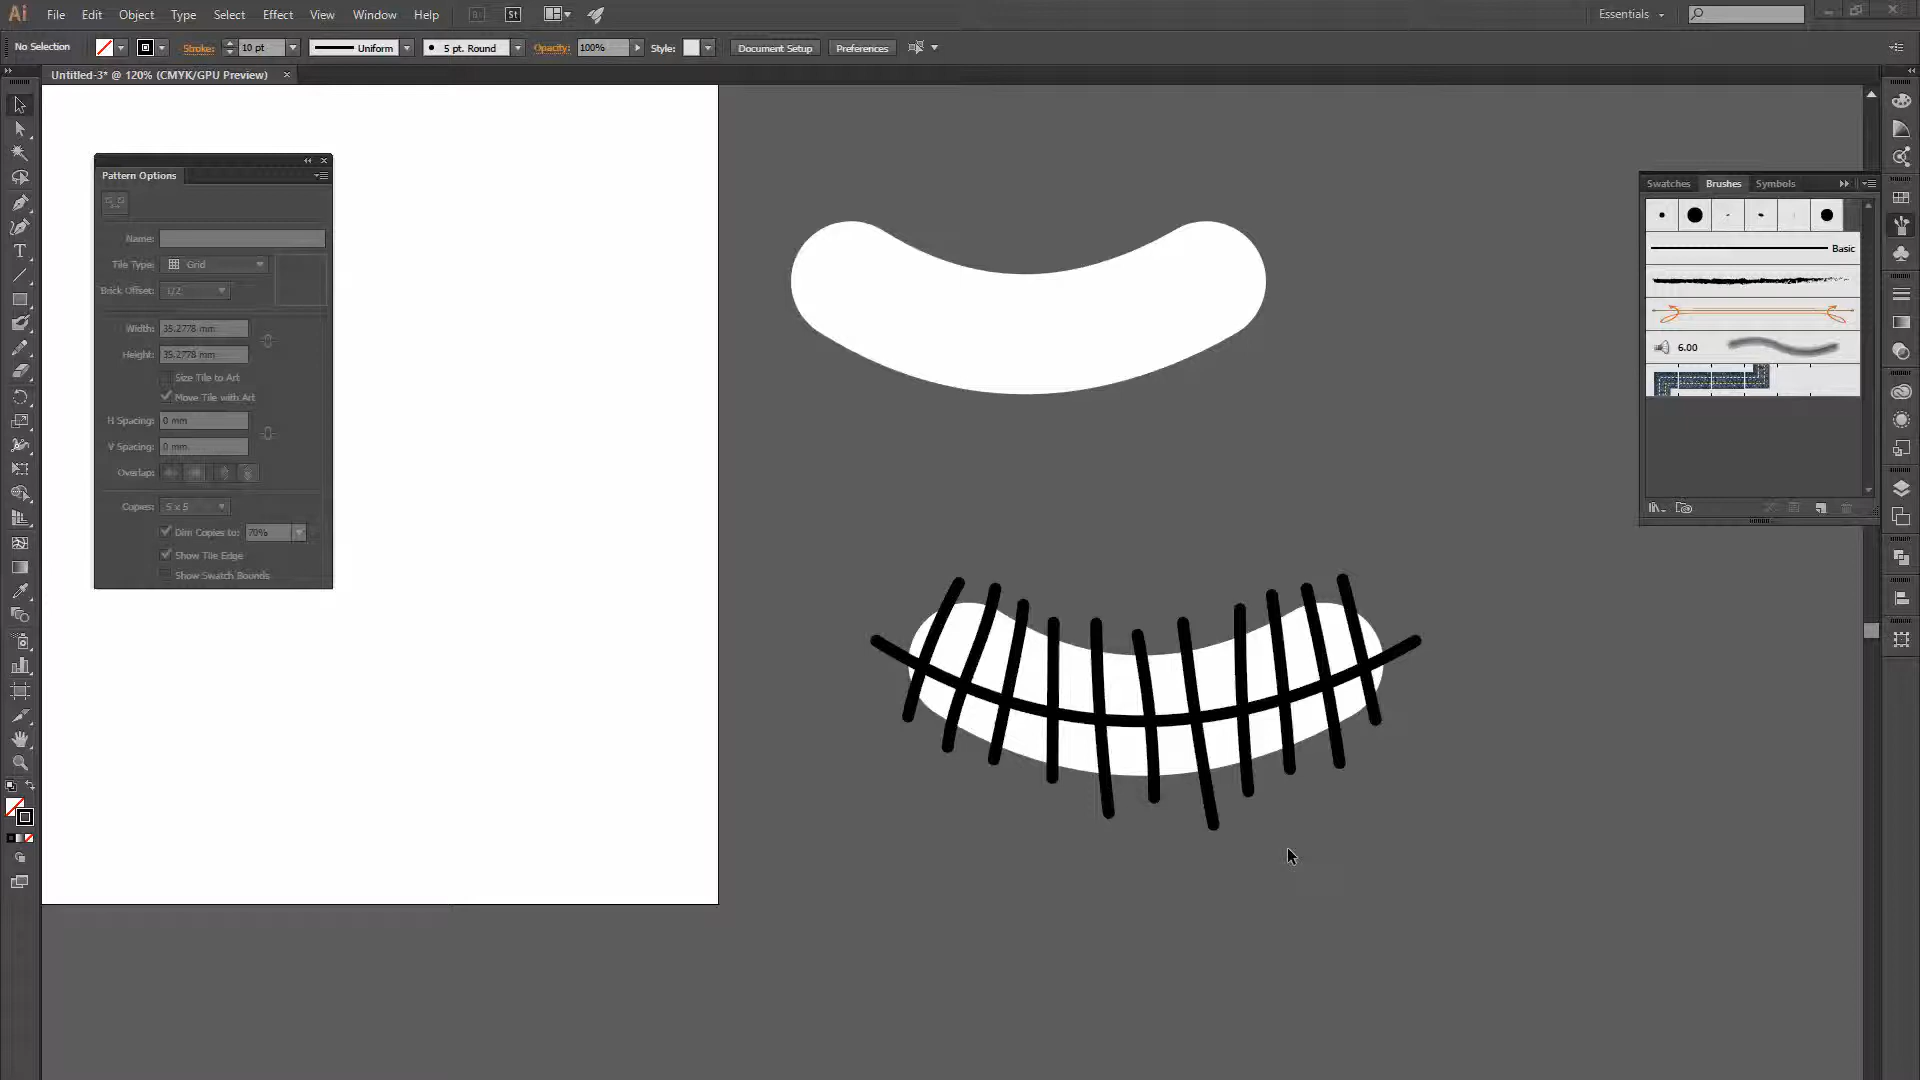 Ai File Edit Object Type Select Effect View Window Help Br St Essentials
No Selection Stroke: 10 pt Uniform 5 pt. Round Opacity: 100% Style: Document Setup Preferences
Untitled-3* @ 120% (CMYK/GPU Preview)
Pattern Options
Name:
Tile Type: Grid
Brick Offset: 1/2
Width: 35.2778 mm
Height: 35.2778 mm
Size Tile to Art
Move Tile with Art
H Spacing: 0 mm
V Spacing: 0 mm
Overlap:
Copies: 5 x 5
Dim Copies to: 70%
Show Tile Edge
Show Swatch Bounds
Swatches Brushes Symbols
Basic
6.00